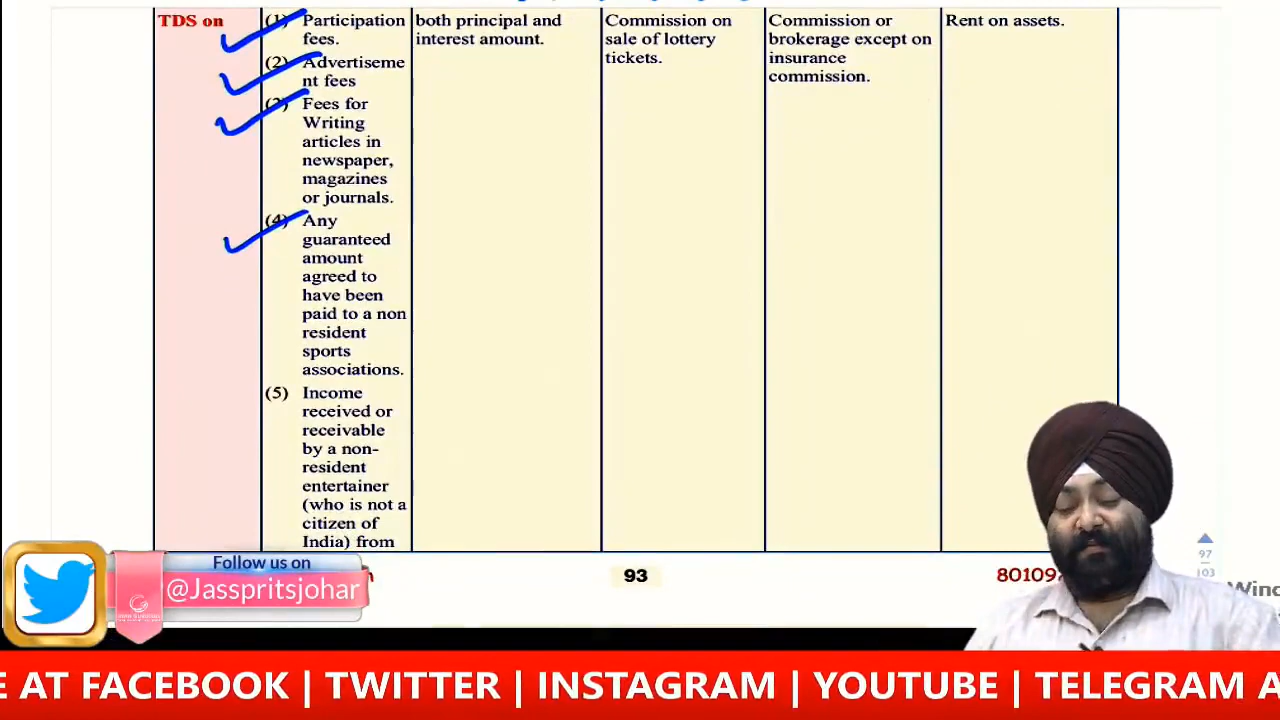 TDS on
(1) Participation
fees.
(2) Advertiseme
nt fees
(3) Fees for
Writing
articles in
newspaper,
magazines
or journals.
(4) Any
guaranteed
amount
agreed to
have been
paid to a non
resident
sports
associations.
(5) Income
received or
receivable
by a non-
resident
entertainer
(who is not a
citizen of
India) from
both principal and
interest amount.
Commission on
sale of lottery
tickets.
Commission or
brokerage except on
insurance
commission.
Rent on assets.
Follow us on
@Jasspritsjohar
93
80109
97
103
Wind
E AT FACEBOOK | TWITTER | INSTAGRAM | YOUTUBE | TELEGRAM A